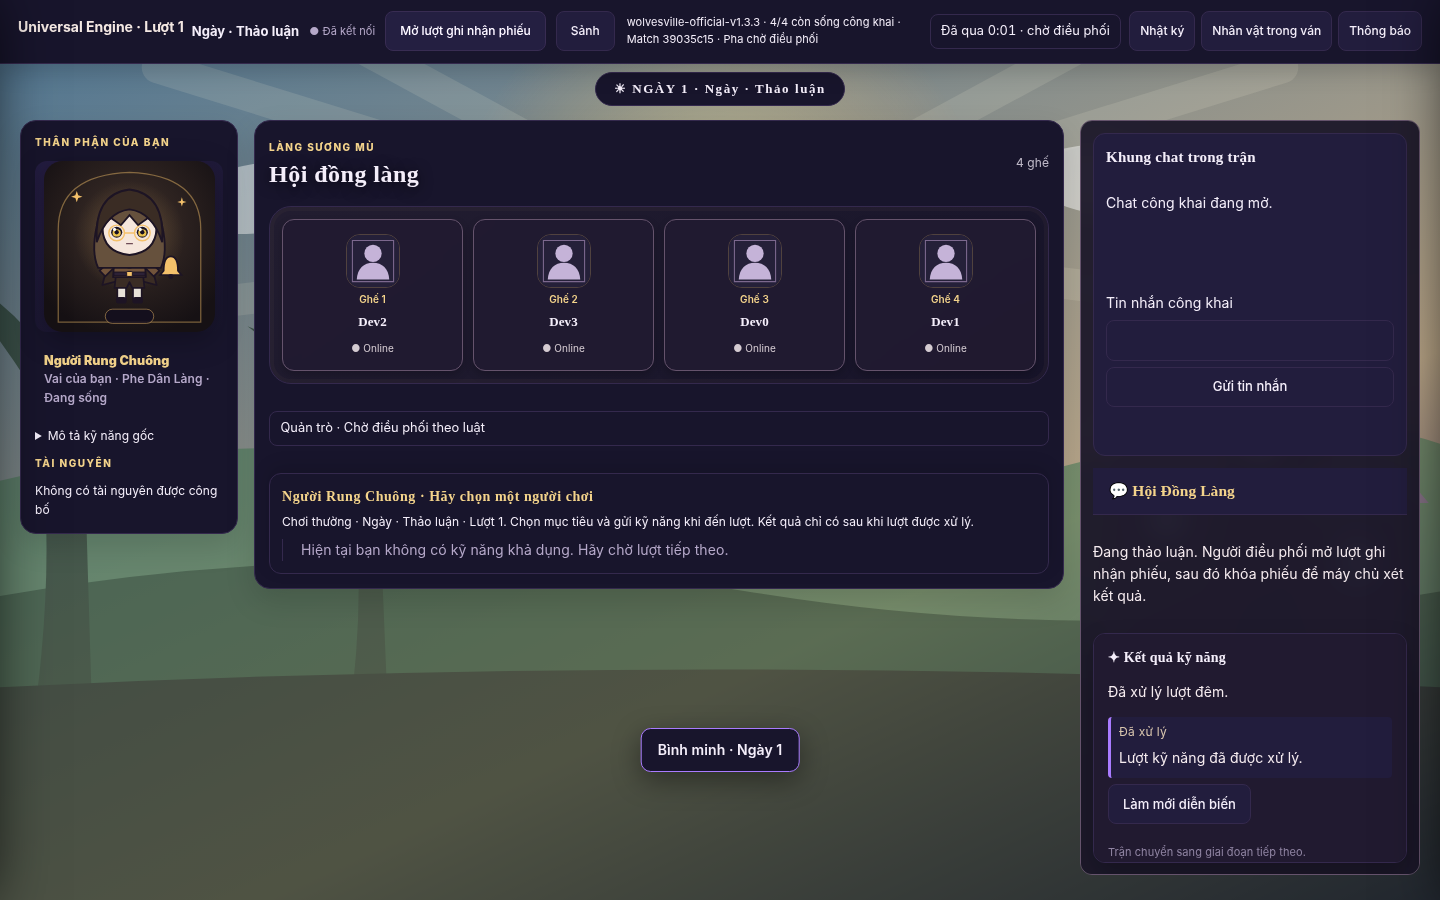 Universal Engine · Lượt 1
Ngày · Thảo luận
Đã kết nối
Mở lượt ghi nhận phiếu
Sảnh
wolvesville-official-v1.3.3 · 4/4 còn sống công khai ·
Match 39035c15 · Pha chờ điều phối
Đã qua 0:01 · chờ điều phối
Nhật ký
Nhân vật trong ván
Thông báo
☀ NGÀY 1 · Ngày · Thảo luận
THÂN PHẬN CỦA BẠN
Người Rung Chuông
Vai của bạn · Phe Dân Làng ·
Đang sống
Mô tả kỹ năng gốc
TÀI NGUYÊN
Không có tài nguyên được công
bố
LÀNG SƯƠNG MÙ
Hội đồng làng
4 ghế
Ghế 1
Dev2
Online
Ghế 2
Dev3
Online
Ghế 3
Dev0
Online
Ghế 4
Dev1
Online
Quản trò · Chờ điều phối theo luật
Người Rung Chuông · Hãy chọn một người chơi
Chơi thường · Ngày · Thảo luận · Lượt 1. Chọn mục tiêu và gửi kỹ năng khi đến lượt. Kết quả chỉ có sau khi lượt được xử lý.
Hiện tại bạn không có kỹ năng khả dụng. Hãy chờ lượt tiếp theo.
Bình minh · Ngày 1
Khung chat trong trận
Chat công khai đang mở.
Tin nhắn công khai
Gửi tin nhắn
💬 Hội Đồng Làng
Đang thảo luận. Người điều phối mở lượt ghi
nhận phiếu, sau đó khóa phiếu để máy chủ xét
kết quả.
✦ Kết quả kỹ năng
Đã xử lý lượt đêm.
Đã xử lý
Lượt kỹ năng đã được xử lý.
Làm mới diễn biến
Trận chuyển sang giai đoạn tiếp theo.